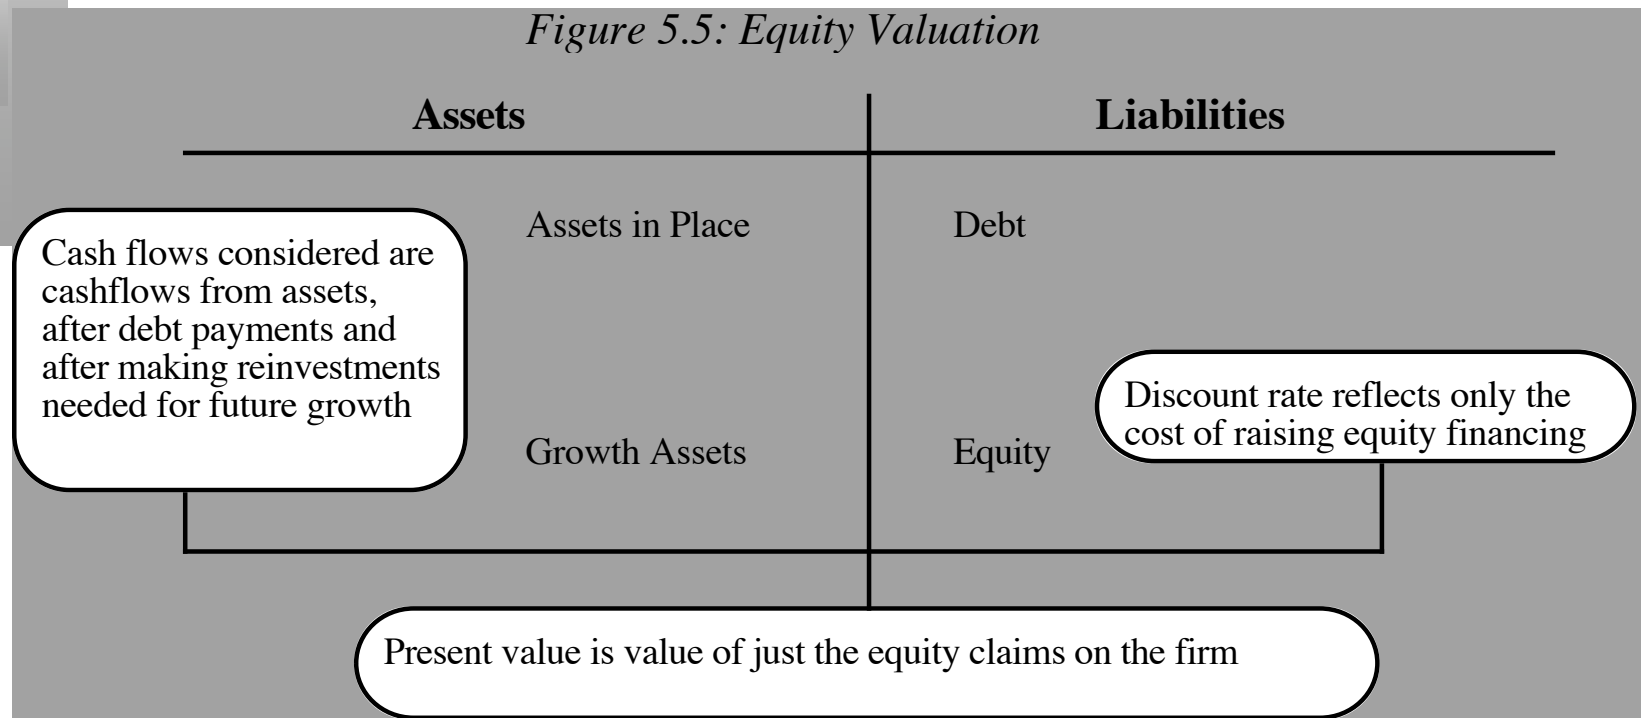 Figure 5.5: Equity Valuation
Assets
Liabilities
Assets in Place
Debt
Cash flows considered are
cashflows from assets,
after debt payments and
after making reinvestments
needed for future growth
Growth Assets
Equity
Discount rate reflects only the
cost of raising equity financing
Present value is value of just the equity claims on the firm